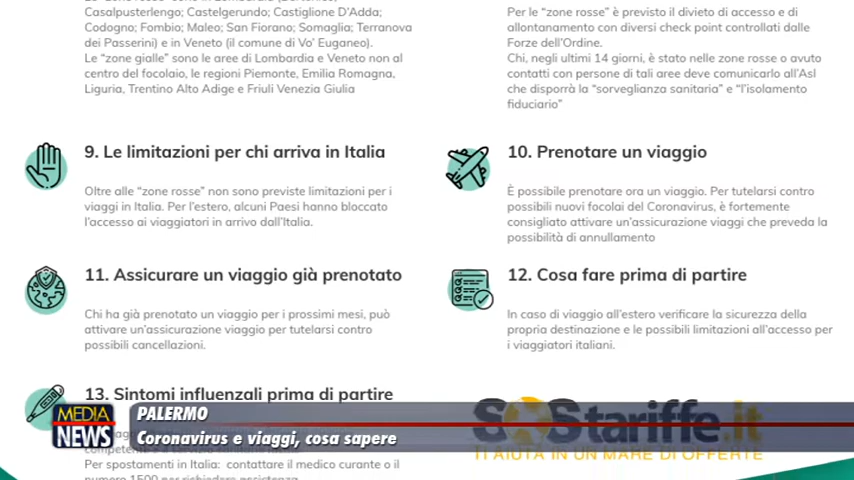 Casalpusterlengo; Castelgerundo; Castiglione D'Adda;
Codogno; Fombio; Maleo; San Fiorano; Somaglia; Terranova
dei Passerini) e in Veneto (il comune di Vo' Euganeo).
Le "zone gialle" sono le aree di Lombardia e Veneto non al
centro del focolaio, le regioni Piemonte, Emilia Romagna,
Liguria, Trentino Alto Adige e Friuli Venezia Giulia
Per le "zone rosse" è previsto il divieto di accesso e di
allontanamento con diversi check point controllati dalle
Forze dell'Ordine.
Chi, negli ultimi 14 giorni, è stato nelle zone rosse o avuto
contatti con persone di tali aree deve comunicarlo all'Asl
che disporrà la "sorveglianza sanitaria" e "l'isolamento
fiduciario"
9. Le limitazioni per chi arriva in Italia
Oltre alle "zone rosse" non sono previste limitazioni per i
viaggi in Italia. Per l'estero, alcuni Paesi hanno bloccato
l'accesso ai viaggiatori in arrivo dall'Italia.
10. Prenotare un viaggio
È possibile prenotare ora un viaggio. Per tutelarsi contro
possibili nuovi focolai del Coronavirus, è fortemente
consigliato attivare un'assicurazione viaggi che preveda la
possibilità di annullamento
11. Assicurare un viaggio già prenotato
Chi ha già prenotato un viaggio per i prossimi mesi, può
attivare un'assicurazione viaggio per tutelarsi contro
possibili cancellazioni.
12. Cosa fare prima di partire
In caso di viaggio all'estero verificare la sicurezza della
propria destinazione e le possibili limitazioni all'accesso per
i viaggiatori italiani.
13. Sintomi influenzali prima di partire
Per spostamenti in Italia: contattare il medico curante o il
numero 1500 per richiedere assistenza
SOStariffe.it
TI AIUTA IN UN MARE DI OFFERTE
MEDIA
NEWS
PALERMO
Coronavirus e viaggi, cosa sapere